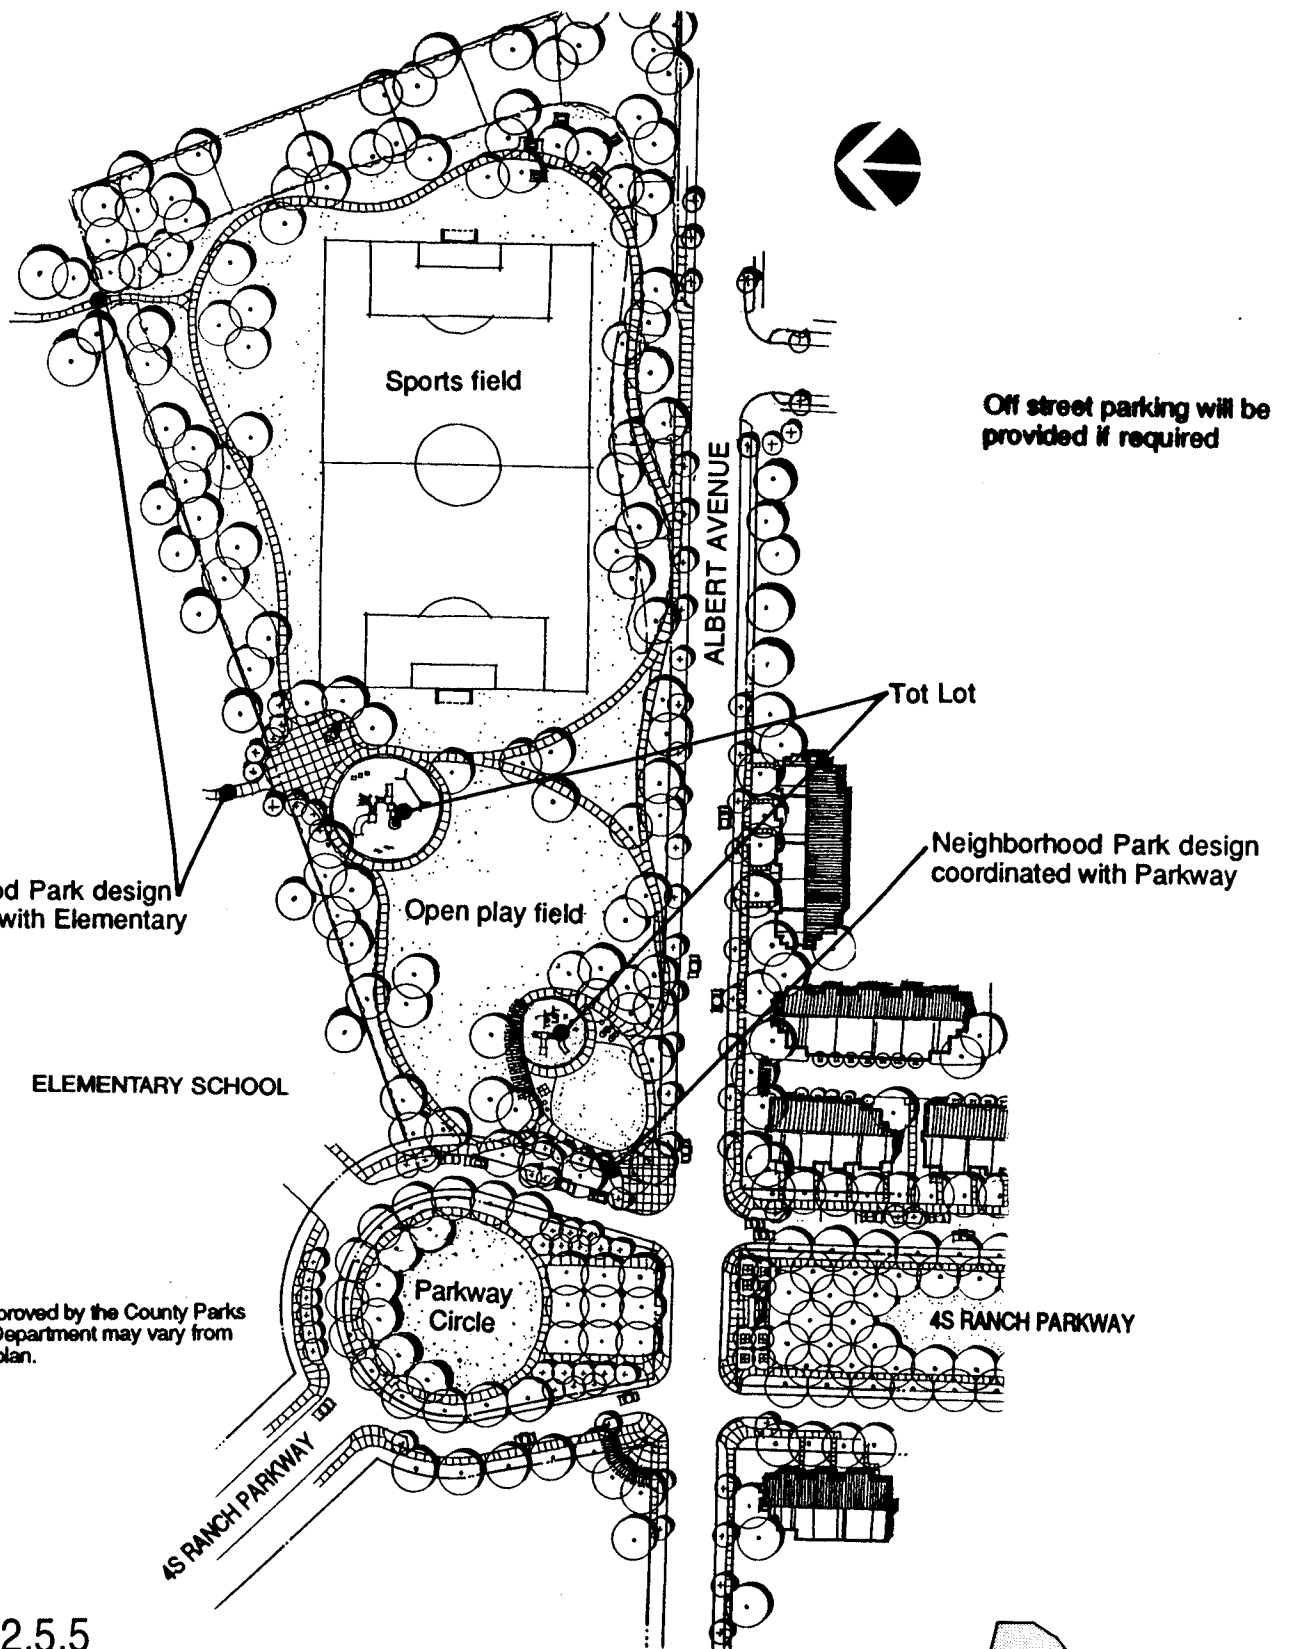 Sports field
Off street parking will be
provided if required
ALBERT AVENUE
Tot Lot
Neighborhood Park design
coordinated with Parkway
od Park design
with Elementary
Open play field
ELEMENTARY SCHOOL
Parkway
Circle
4S RANCH PARKWAY
proved by the County Parks
Department may vary from
plan.
4S RANCH PARKWAY
2.5.5